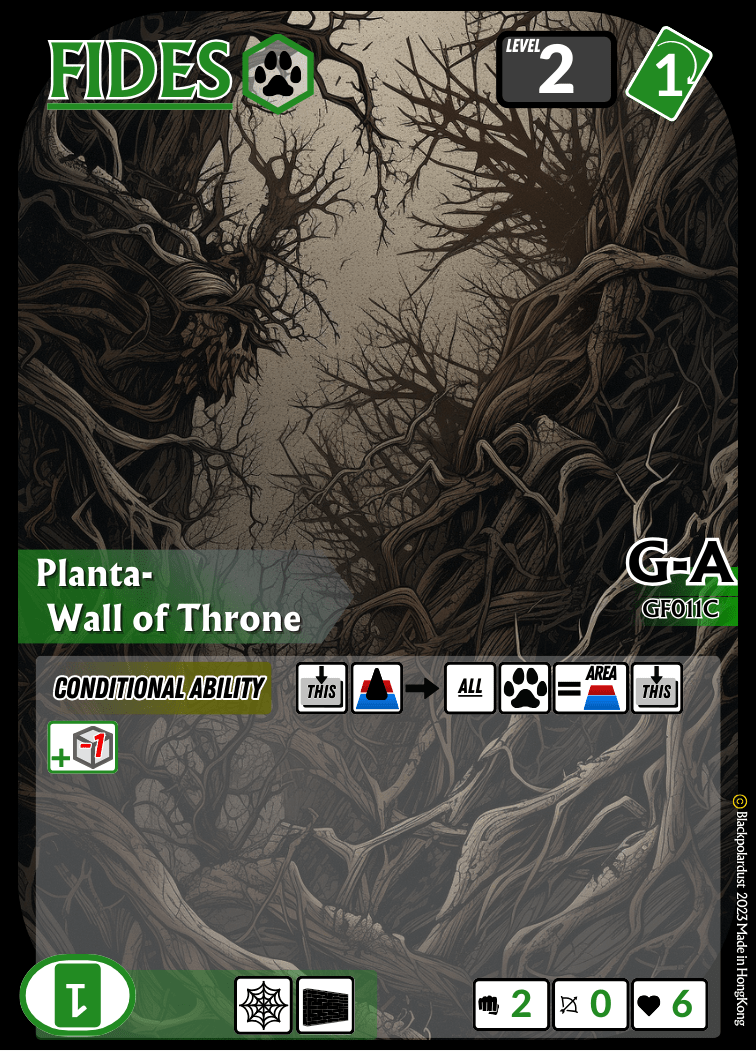 FIDES
LEVEL 2
1
Planta-
Wall of Throne
G-A
GF011C
CONDITIONAL ABILITY
THIS
ALL
=
AREA
THIS
+ -1
1
2
0
6
© Blackpolardust 2023 Made in HongKong